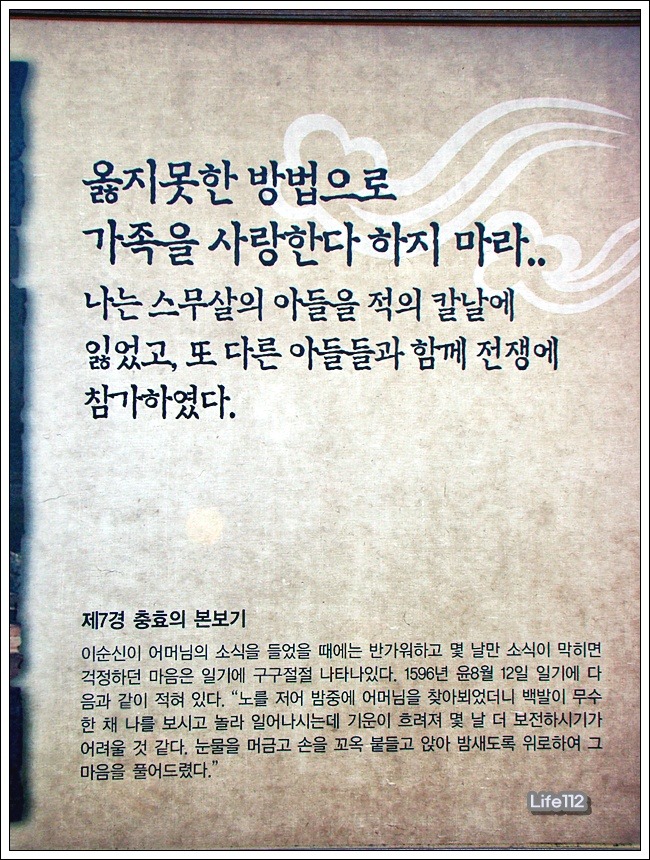 옳지못한 방법으로
가족을 사랑한다 하지 마라..
나는 스무살의 아들을 적의 칼날에
잃었고, 또 다른 아들들과 함께 전쟁에
참가하였다.
제7경 충효의 본보기
이순신이 어머님의 소식을 들었을 때에는 반가워하고 몇 날만 소식이 막히면
걱정하던 마음은 일기에 구구절절 나타나있다. 1596년 윤8월 12일 일기에 다
음과 같이 적혀 있다. “노를 저어 밤중에 어머님을 찾아뵈었더니 백발이 무수
한 채 나를 보시고 놀라 일어나시는데 기운이 흐려져 몇 날 더 보전하시기가
어려울 것 같다. 눈물을 머금고 손을 꼬옥 붙들고 앉아 밤새도록 위로하여 그
마음을 풀어드렸다.”
Life112